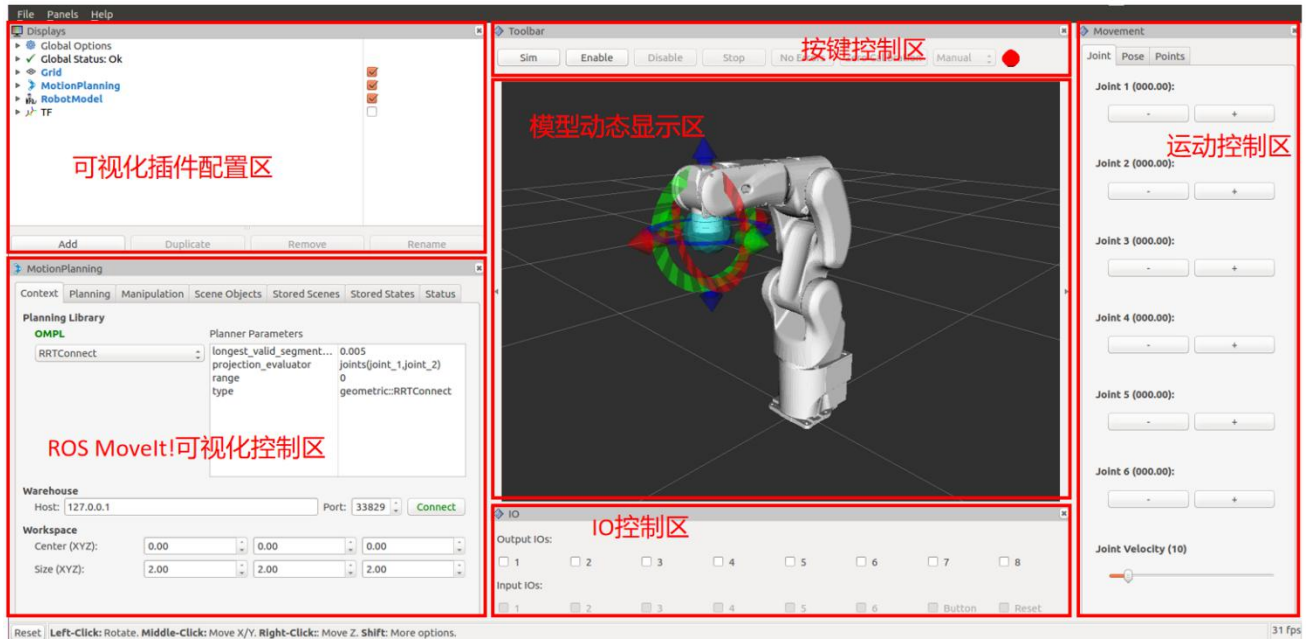 File Panels Help
Displays
Global Options
Global Status: Ok
Grid
MotionPlanning
RobotModel
TF
可视化插件配置区
Add Duplicate Remove Rename
MotionPlanning
Context Planning Manipulation Scene Objects Stored Scenes Stored States Status
Planning Library
OMPL
Planner Parameters
RRTConnect
longest_valid_segment... 0.005
projection_evaluator joints(joint_1,joint_2)
range 0
type geometric::RRTConnect
ROS MoveIt!可视化控制区
Warehouse
Host: 127.0.0.1 Port: 33829 Connect
Workspace
Center (XYZ): 0.00 0.00 0.00
Size (XYZ): 2.00 2.00 2.00
Toolbar
按键控制区
Sim Enable Disable Stop No Manual
模型动态显示区
IO
IO控制区
Output IOs:
1 2 3 4 5 6 7 8
Input IOs:
1 2 3 4 5 6 Button Reset
Movement
Joint Pose Points
Joint 1 (000.00):
- +
运动控制区
Joint 2 (000.00):
- +
Joint 3 (000.00):
- +
Joint 4 (000.00):
- +
Joint 5 (000.00):
- +
Joint 6 (000.00):
- +
Joint Velocity (10)
Reset Left-Click: Rotate. Middle-Click: Move X/Y. Right-Click:: Move Z. Shift: More options. 31 fps